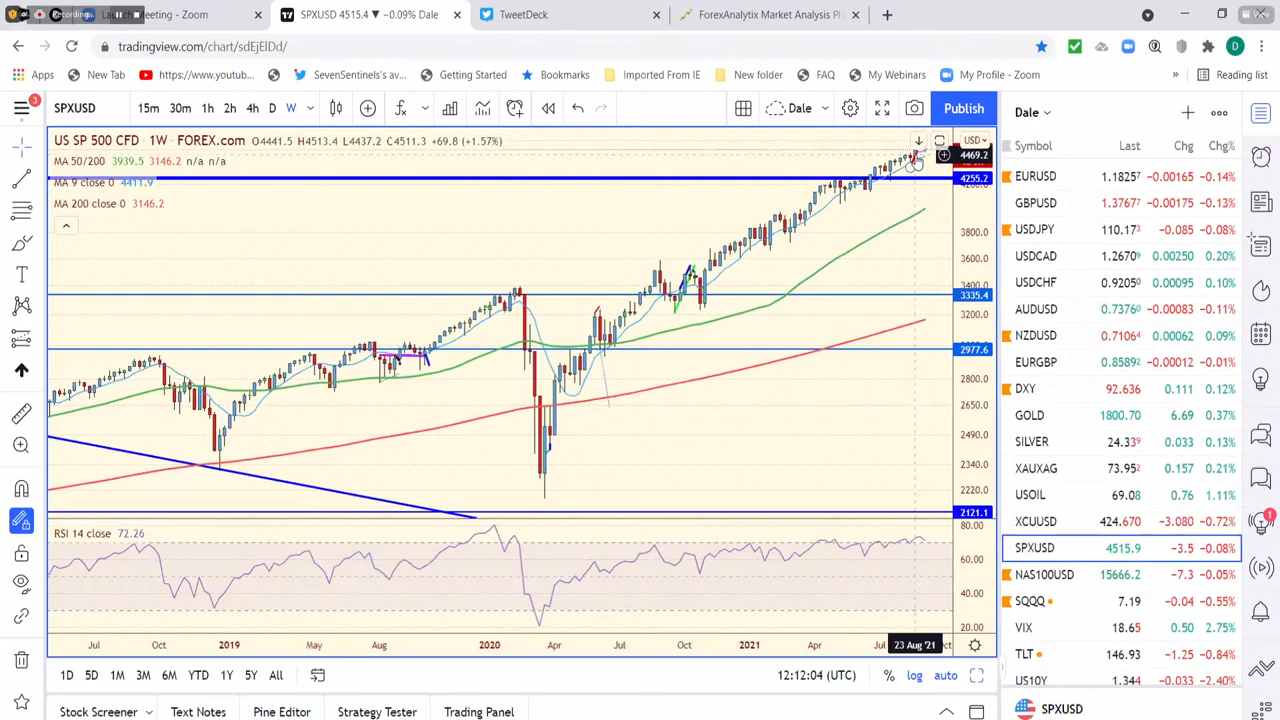 Recording...
Launch Meeting - Zoom
SPXUSD 4515.4 ▼ −0.09% Dale
TweetDeck
ForexAnalytix Market Analysis Pl
tradingview.com/chart/sdEjElDd/
D
Apps
New Tab
https://www.youtub...
SevenSentinels's av...
Getting Started
Bookmarks
Imported From IE
New folder
FAQ
My Webinars
My Profile - Zoom
»
Reading list
3
SPXUSD
15m 30m 1h 2h 4h D W
Dale
Publish
Dale
US SP 500 CFD · 1W · FOREX.com O4441.5 H4513.4 L4437.2 C4511.3 +69.8 (+1.57%)
MA 50/200 3939.5 3146.2 n/a n/a
MA 9 close 0 4411.9
MA 200 close 0 3146.2
USD
4469.2
4255.2
3800.0
3600.0
3400.0
3335.4
3200.0
2977.6
2800.0
2650.0
2490.0
2340.0
2220.0
2121.1
RSI 14 close 72.26
80.00
60.00
40.00
20.00
Jul Oct 2019 May Aug 2020 Apr Jul Oct 2021 Apr Jul 23 Aug '21
1D 5D 1M 3M 6M YTD 1Y 5Y All
12:12:04 (UTC) % log auto
Stock Screener Text Notes Pine Editor Strategy Tester Trading Panel
Symbol Last Chg Chg%
EURUSD 1.18257 −0.00165 −0.14%
GBPUSD 1.37677 −0.00175 −0.13%
USDJPY 110.173 −0.085 −0.08%
USDCAD 1.26709 0.00250 0.20%
USDCHF 0.92050 0.00095 0.10%
AUDUSD 0.73760 −0.00083 −0.11%
NZDUSD 0.71064 0.00062 0.09%
EURGBP 0.85892 −0.00012 −0.01%
DXY 92.636 0.111 0.12%
GOLD 1800.70 6.69 0.37%
SILVER 24.339 0.033 0.13%
XAUXAG 73.952 0.157 0.21%
USOIL 69.08 0.76 1.11%
XCUUSD 424.670 −3.080 −0.72%
SPXUSD 4515.9 −3.5 −0.08%
NAS100USD 15666.2 −7.3 −0.05%
SQQQ 7.19 −0.04 −0.55%
VIX 18.65 0.50 2.75%
TLT 146.93 −1.25 −0.84%
US10Y 1.344 −0.033 −2.40%
SPXUSD
1